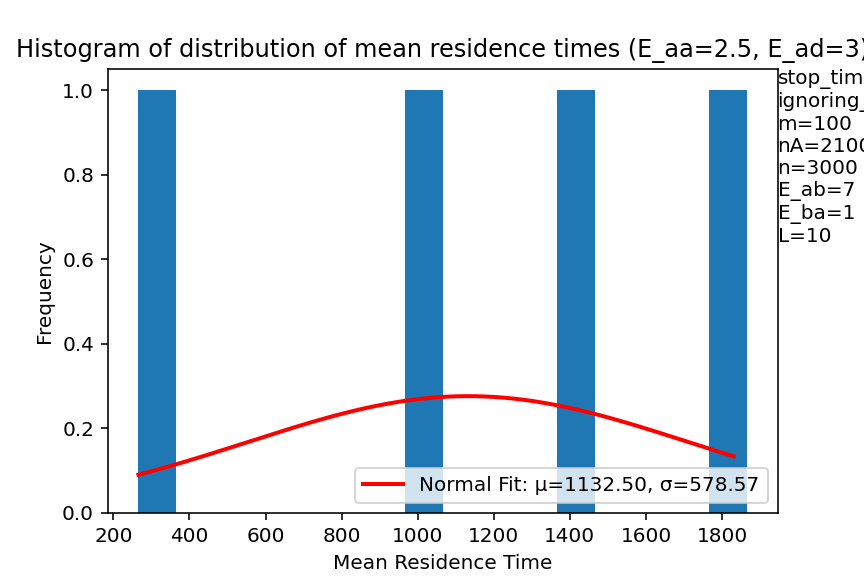 Histogram of distribution of mean residence times (E_aa=2.5, E_ad=3)
stop_tim
ignoring_
m=100
nA=2100
n=3000
E_ab=7
E_ba=1
L=10
1.0
0.8
0.6
0.4
0.2
0.0
Frequency
Normal Fit: μ=1132.50, σ=578.57
200 400 600 800 1000 1200 1400 1600 1800
Mean Residence Time